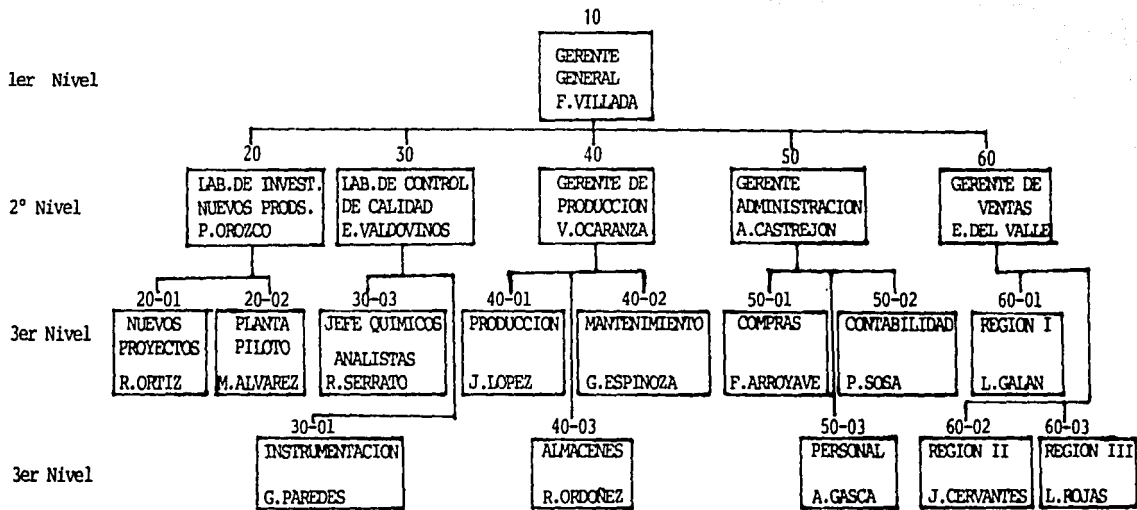 10
GERENTE
GENERAL
F.VILLADA
1er Nivel
20 30 40 50 60
LAB.DE INVEST.
NUEVOS PRODS.
P.OROZCO
LAB.DE CONTROL
DE CALIDAD
E.VALDOVINOS
GERENTE DE
PRODUCCION
V.OCARANZA
GERENTE
ADMINISTRACION
A.CASTREJON
GERENTE DE
VENTAS
E.DEL VALLE
2° Nivel
20-01
NUEVOS
PROYECTOS
R.ORTIZ
20-02
PLANTA
PILOTO
M.ALVAREZ
30-03
JEFE QUIMICOS
ANALISTAS
R.SERRATO
40-01
PRODUCCION
J.LOPEZ
40-02
MANTENIMIENTO
G.ESPINOZA
50-01
COMPRAS
F.ARROYAVE
50-02
CONTABILIDAD
P.SOSA
60-01
REGION I
L.GALAN
3er Nivel
30-01
INSTRUMENTACION
G.PAREDES
40-03
ALMACENES
R.ORDOÑEZ
50-03
PERSONAL
A.GASCA
60-02
REGION II
J.CERVANTES
60-03
REGION III
L.ROJAS
3er Nivel